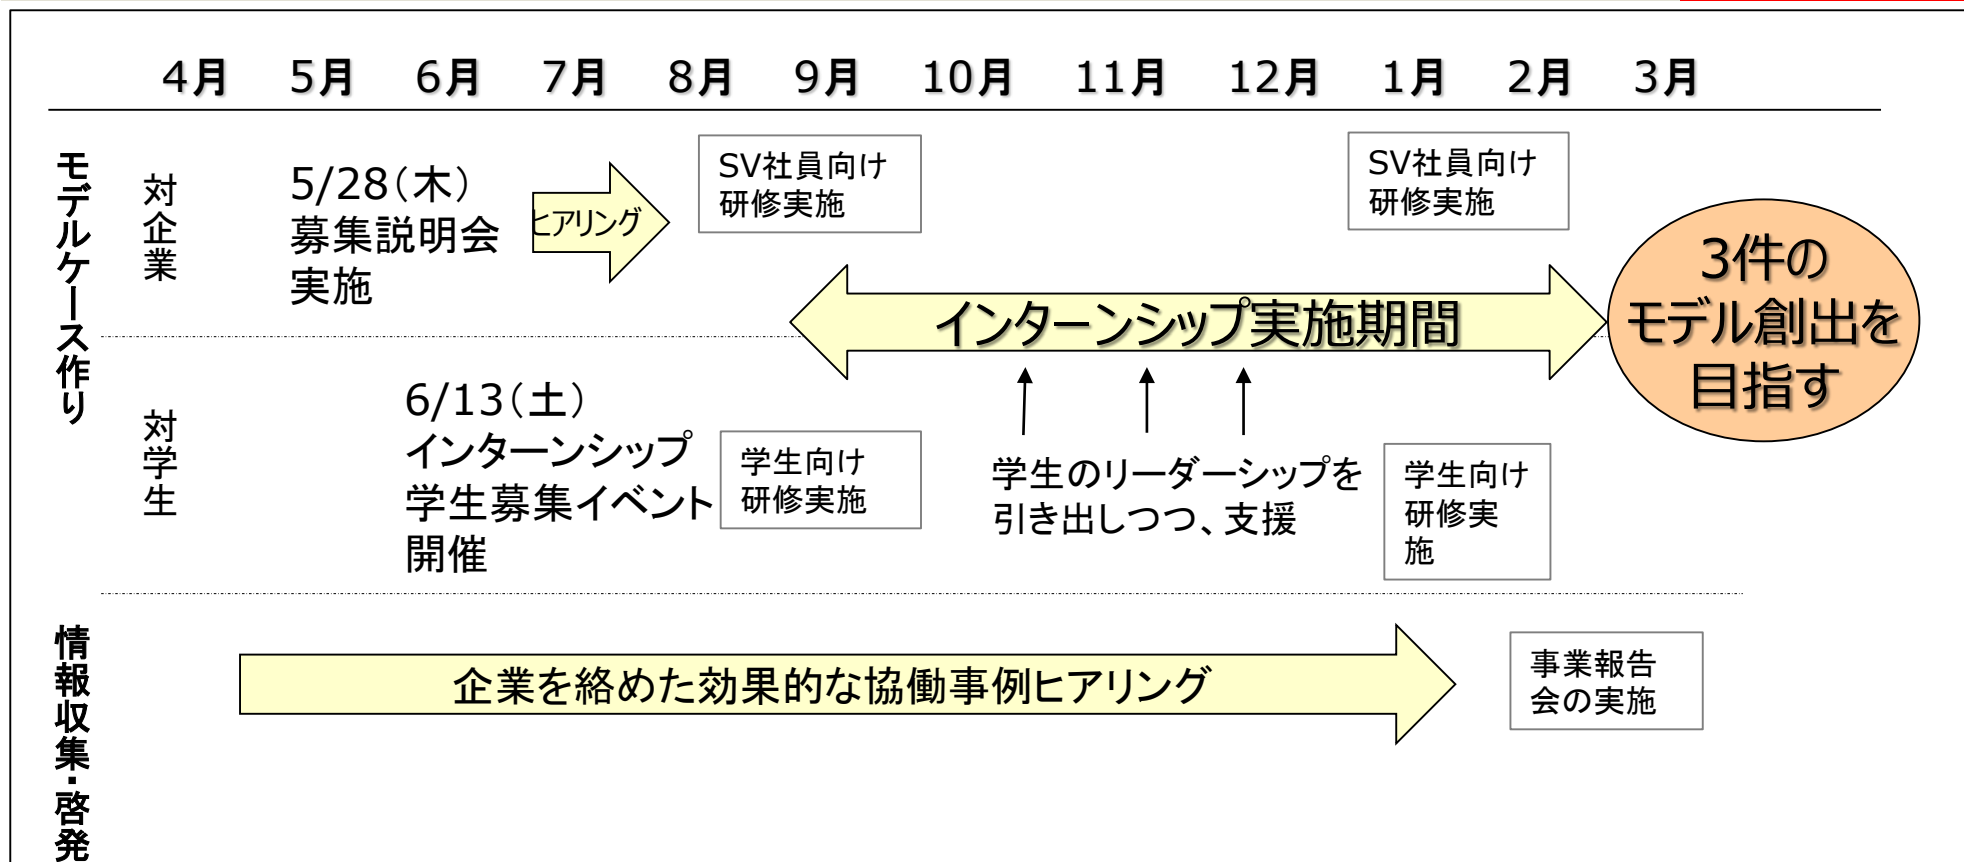 4月 5月 6月 7月 8月 9月 10月 11月 12月 1月 2月 3月
モデルケース作り
対企業
5/28（木）
募集説明会
実施
ヒアリング
SV社員向け
研修実施
SV社員向け
研修実施
インターンシップ実施期間
3件の
モデル創出を
目指す
対学生
6/13（土）
インターンシップ
学生募集イベント
開催
学生向け
研修実施
学生のリーダーシップを
引き出しつつ、支援
学生向け
研修実
施
情報収集・啓発
企業を絡めた効果的な協働事例ヒアリング
事業報告
会の実施